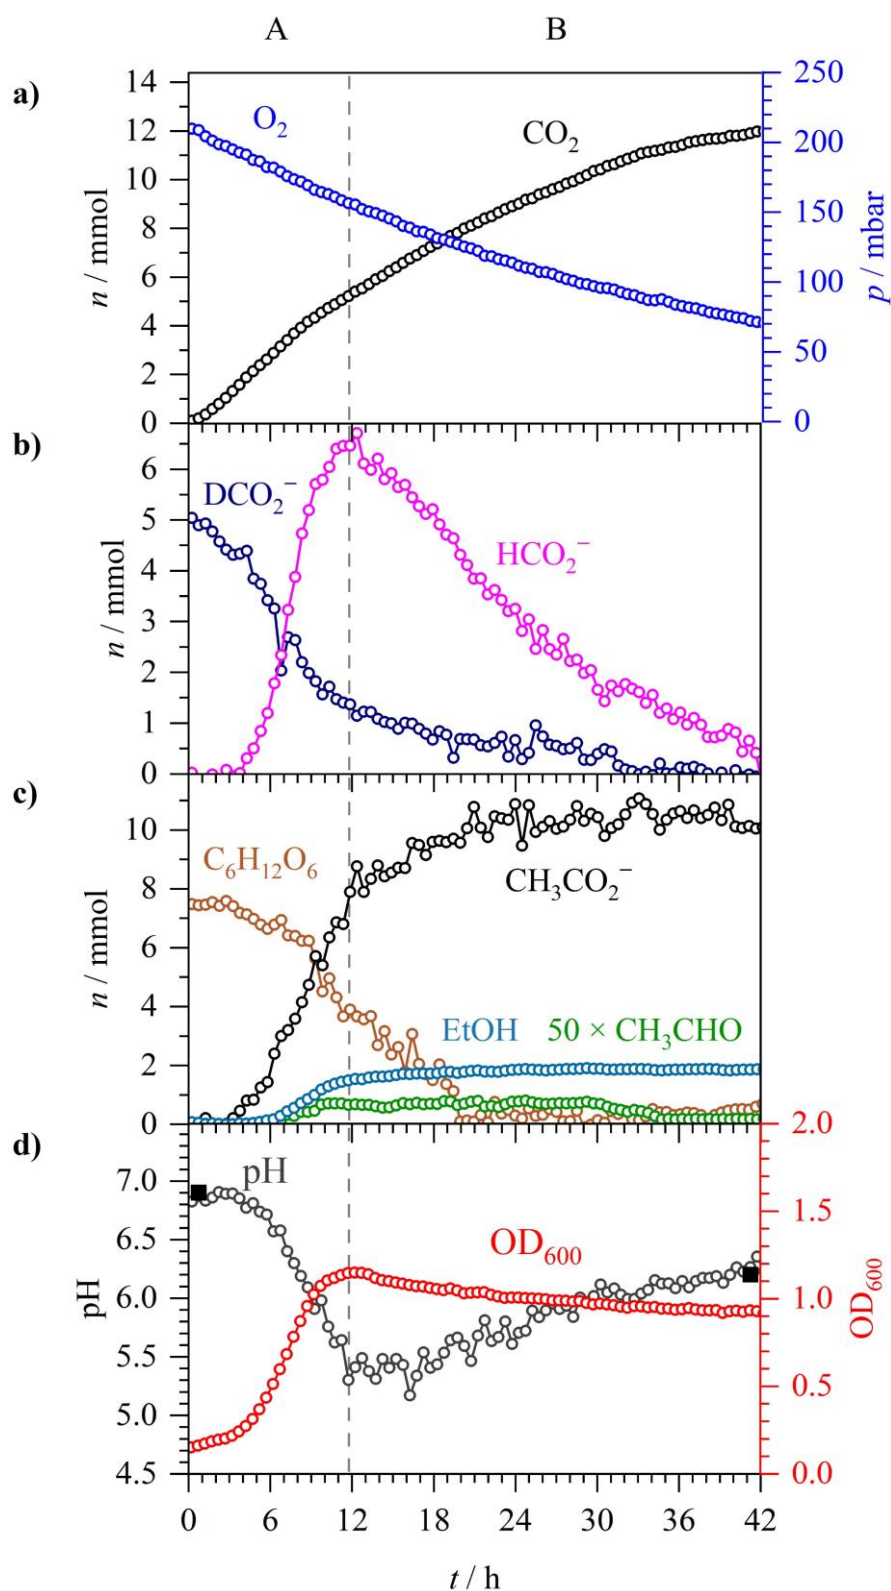 A B
a)
14
12
10
8
6
4
2
0
n / mmol
O₂
CO₂
250
200
150
100
50
0
p / mbar
b)
6
5
4
3
2
1
0
n / mmol
DCO₂⁻
HCO₂⁻
c)
10
8
6
4
2
0
n / mmol
C₆H₁₂O₆
CH₃CO₂⁻
EtOH 50 × CH₃CHO
d)
7.0
6.5
6.0
5.5
5.0
4.5
pH
pH
OD₆₀₀
2.0
1.5
1.0
0.5
0.0
OD₆₀₀
0 6 12 18 24 30 36 42
t / h